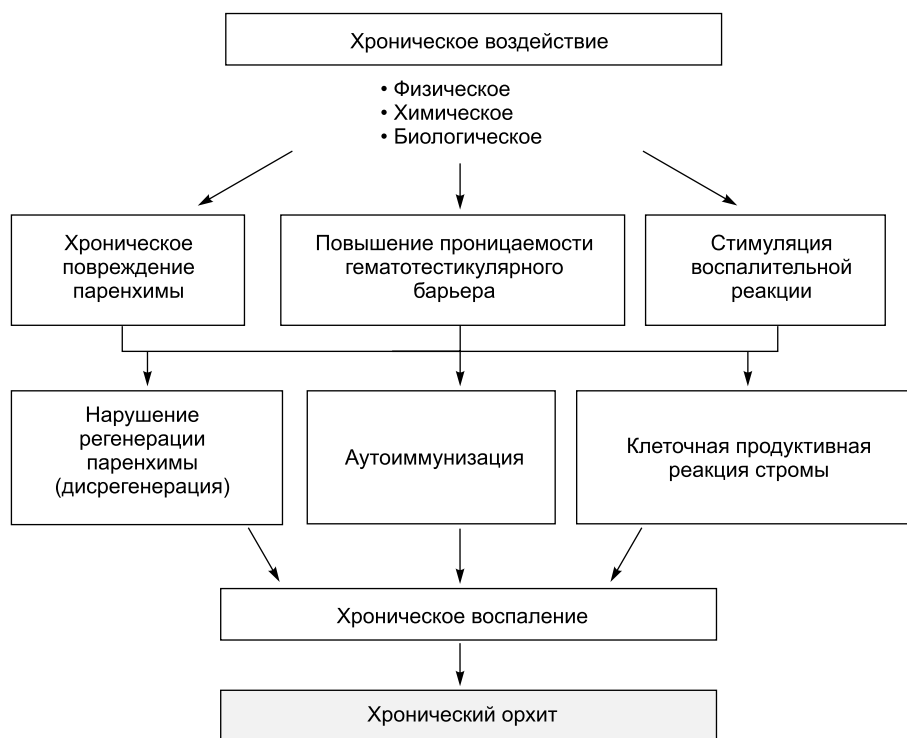 Хроническое воздействие
• Физическое
• Химическое
• Биологическое
Хроническое
повреждение
паренхимы
Повышение проницаемости
гематотестикулярного
барьера
Стимуляция
воспалительной
реакции
Нарушение
регенерации
паренхимы
(дисрегенерация)
Аутоиммунизация
Клеточная продуктивная
реакция стромы
Хроническое воспаление
Хронический орхит